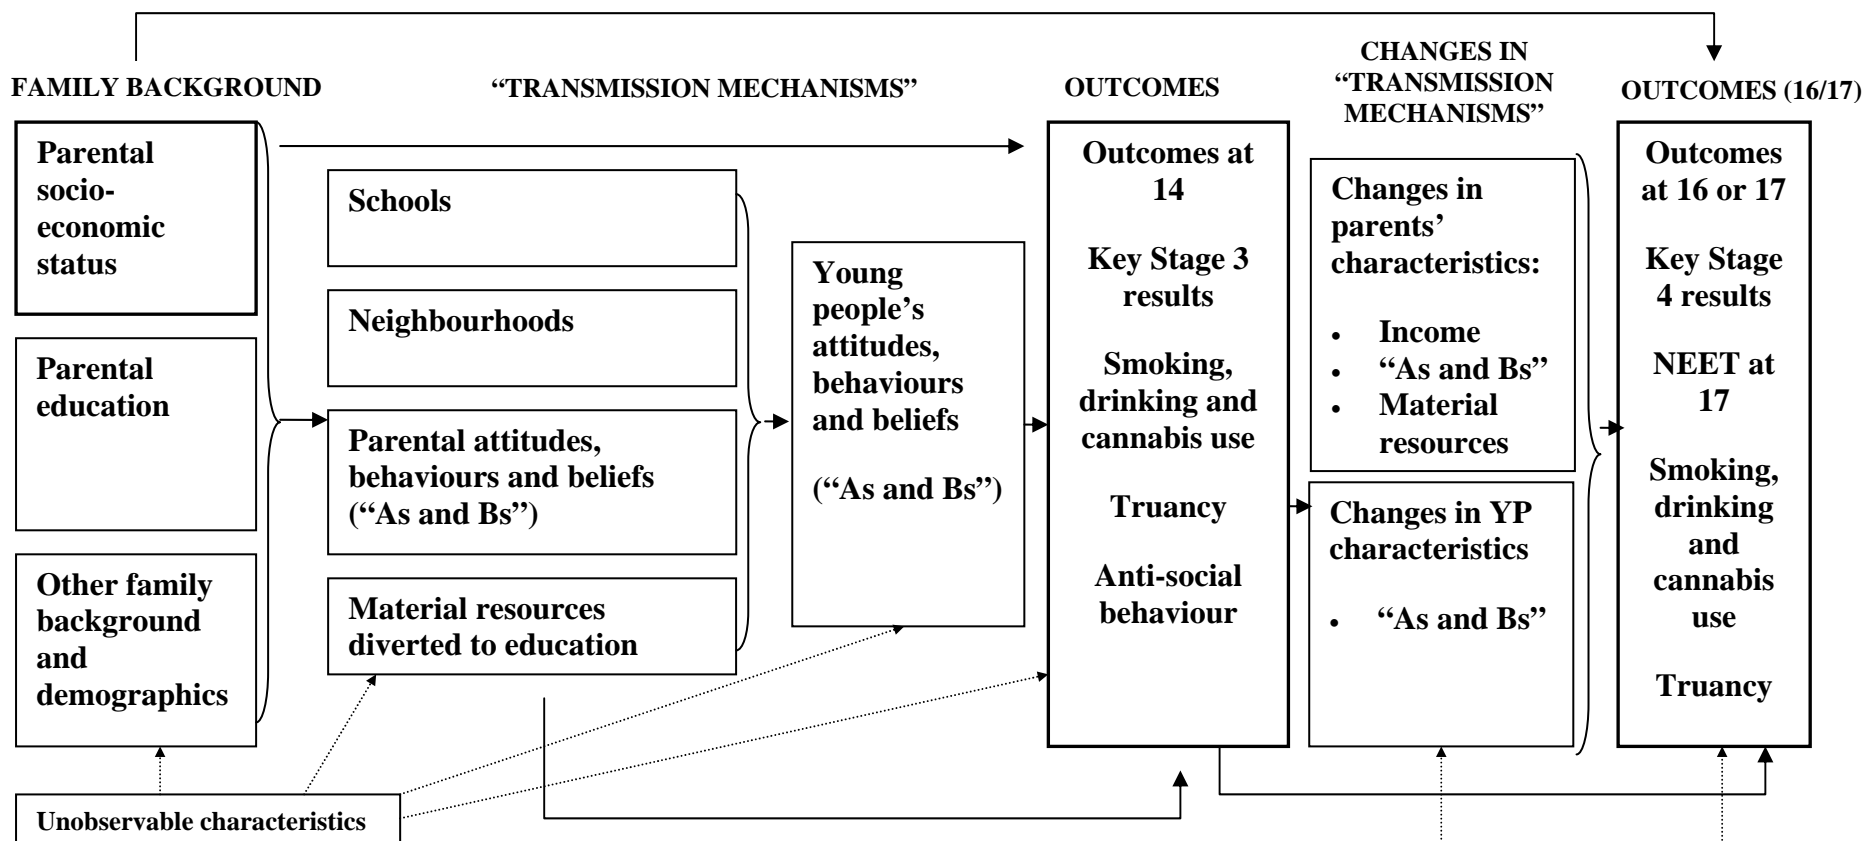 FAMILY BACKGROUND
“TRANSMISSION MECHANISMS”
OUTCOMES
CHANGES IN
“TRANSMISSION
MECHANISMS”
OUTCOMES (16/17)
Parental
socio-
economic
status
Parental
education
Other family
background
and
demographics
Schools
Neighbourhoods
Parental attitudes,
behaviours and beliefs
(“As and Bs”)
Material resources
diverted to education
Young
people’s
attitudes,
behaviours
and beliefs
(“As and Bs”)
Outcomes at
14
Key Stage 3
results
Smoking,
drinking and
cannabis use
Truancy
Anti-social
behaviour
Changes in
parents’
characteristics:
• Income
• “As and Bs”
• Material
resources
Changes in YP
characteristics
• “As and Bs”
Outcomes
at 16 or 17
Key Stage
4 results
NEET at
17
Smoking,
drinking
and
cannabis
use
Truancy
Unobservable characteristics